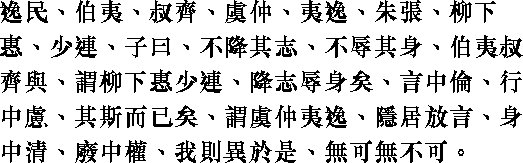 逸民、伯夷、叔齊、虞仲、夷逸、朱張、柳下
惠、少連、子曰、不降其志、不辱其身、伯夷叔
齊與、謂柳下惠少連、降志辱身矣、言中倫、行
中慮、其斯而已矣、謂虞仲夷逸、隱居放言、身
中清、廢中權、我則異於是、無可無不可。